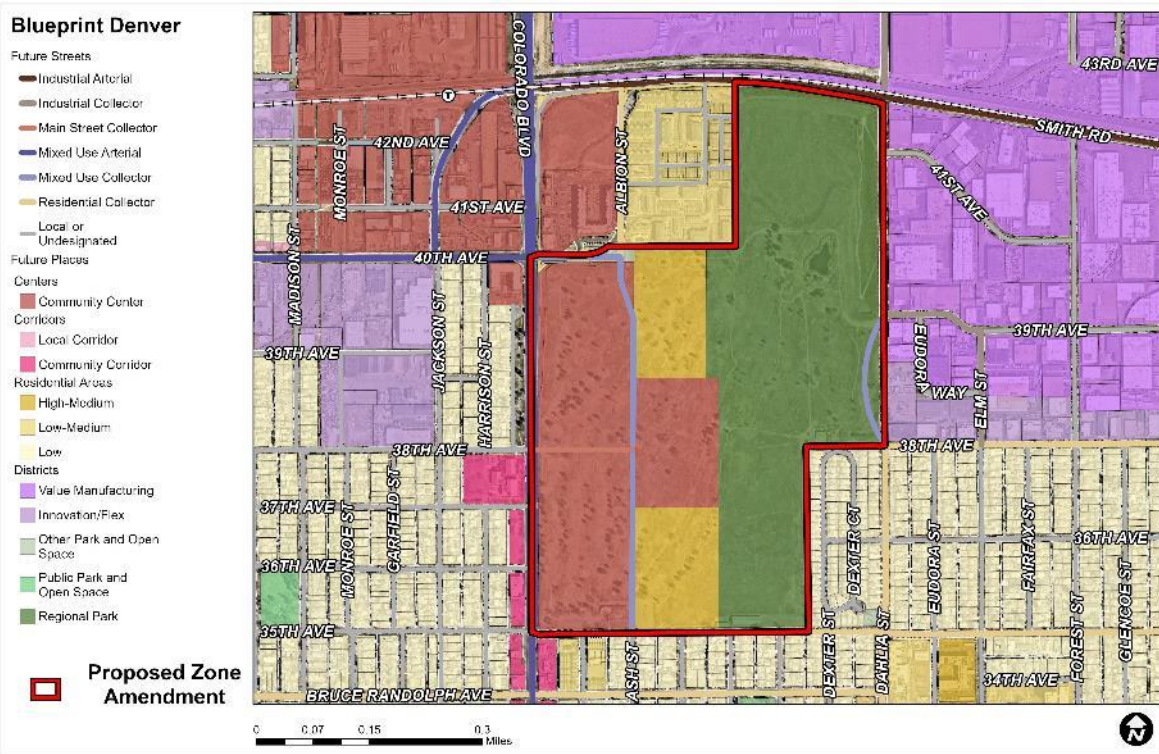 Blueprint Denver
Future Streets
Industrial Arterial
Industrial Collector
Main Street Collector
Mixed Use Arterial
Mixed Use Collector
Residential Collector
Local or
Undesignated
Future Places
Centers
Community Center
Corridors
Local Corridor
Community Corridor
Residential Areas
High-Medium
Low-Medium
Low
Districts
Value Manufacturing
Innovation/Flex
Other Park and Open
Space
Public Park and
Open Space
Regional Park
Proposed Zone
Amendment
COLORADO BLVD
43RD AVE
T
SMITH RD
42ND AVE
MONROE ST
ALBION ST
41ST AVE
41ST AVE
MADISON ST
40TH AVE
39TH AVE
39TH AVE
JACKSON ST
HARRISON ST
EUDORA
WAY
ELM ST
38TH AVE
38TH AVE
37TH AVE
GARFIELD ST
MONROE ST
36TH AVE
36TH AVE
DEXTER CT
EUDORA ST
FAIRFAX ST
GLENCOE ST
35TH AVE
ASH ST
DEXTER ST
DAHLIA ST
FOREST ST
34TH AVE
BRUCE RANDOLPH AVE
0 0.07 0.15 0.3
Miles
N